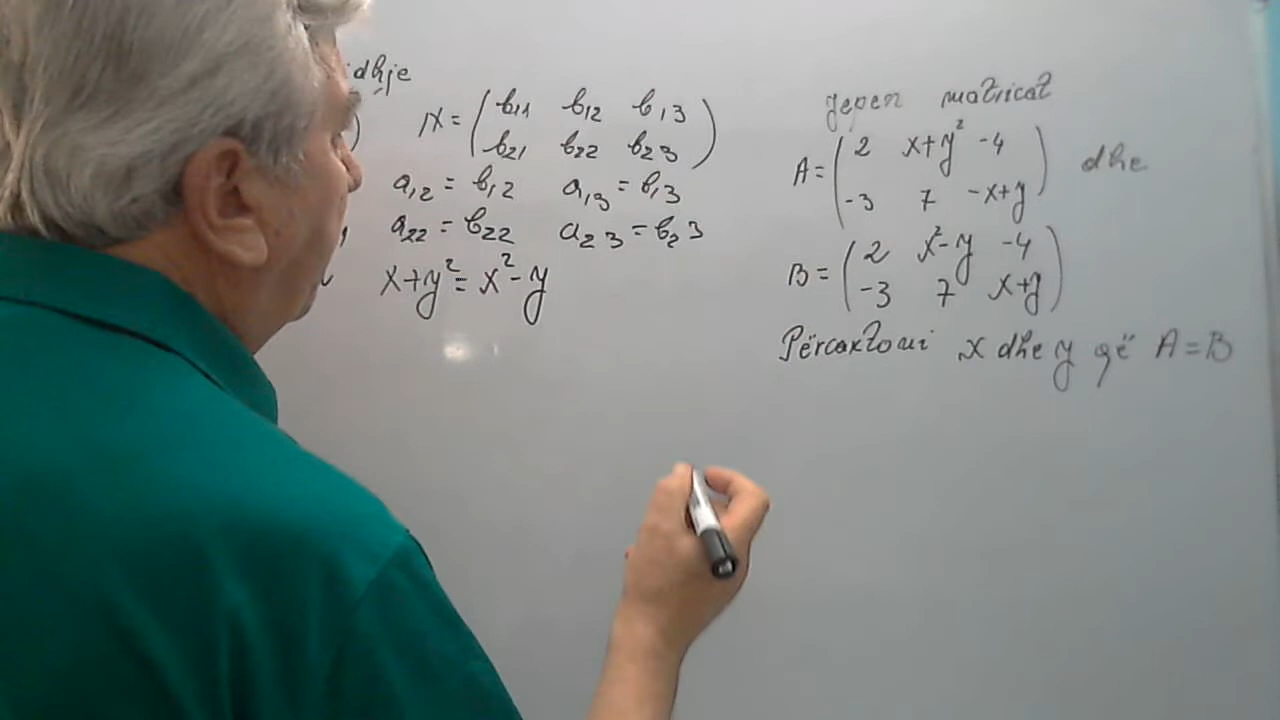 idhje
N = ( b11 b12 b13
b21 b22 b23 )
a12 = b12 a13 = b13
a22 = b22 a23 = b23
x+y² = x²-y
Jepen matricat
A = ( 2 x+y² -4
-3 7 -x+y ) dhe
B = ( 2 x²-y -4
-3 7 x+y )
Përcaktoni x dhe y që A=B